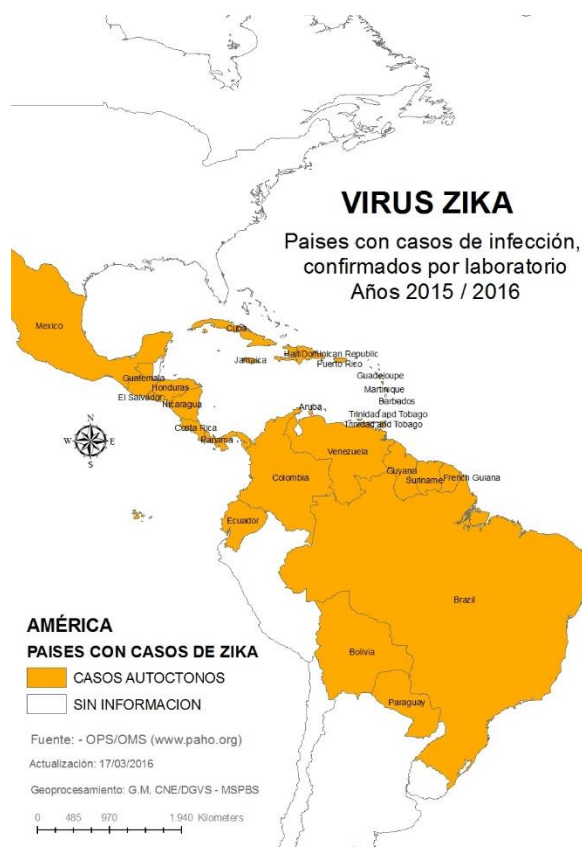 VIRUS ZIKA
Paises con casos de infección,
confirmados por laboratorio
Años 2015 / 2016
Mexico
Cuba
Jamaica
Haiti
Dominican Republic
Puerto Rico
Guatemala
Honduras
El Salvador
Nicaragua
Costa Rica
Panama
Guadeloupe
Martinique
Barbados
Aruba
Trinidad and Tobago
Trinidad and Tobago
Venezuela
Guyana
Suriname
French Guiana
Colombia
Ecuador
Brazil
Bolivia
Paraguay
N
W
E
S
AMÉRICA
PAISES CON CASOS DE ZIKA
CASOS AUTOCTONOS
SIN INFORMACION
Fuente: - OPS/OMS (www.paho.org)
Actualización: 17/03/2016
Geoprocesamiento: G.M. CNE/DGVS - MSPBS
0 485 970 1.940 Kilometers